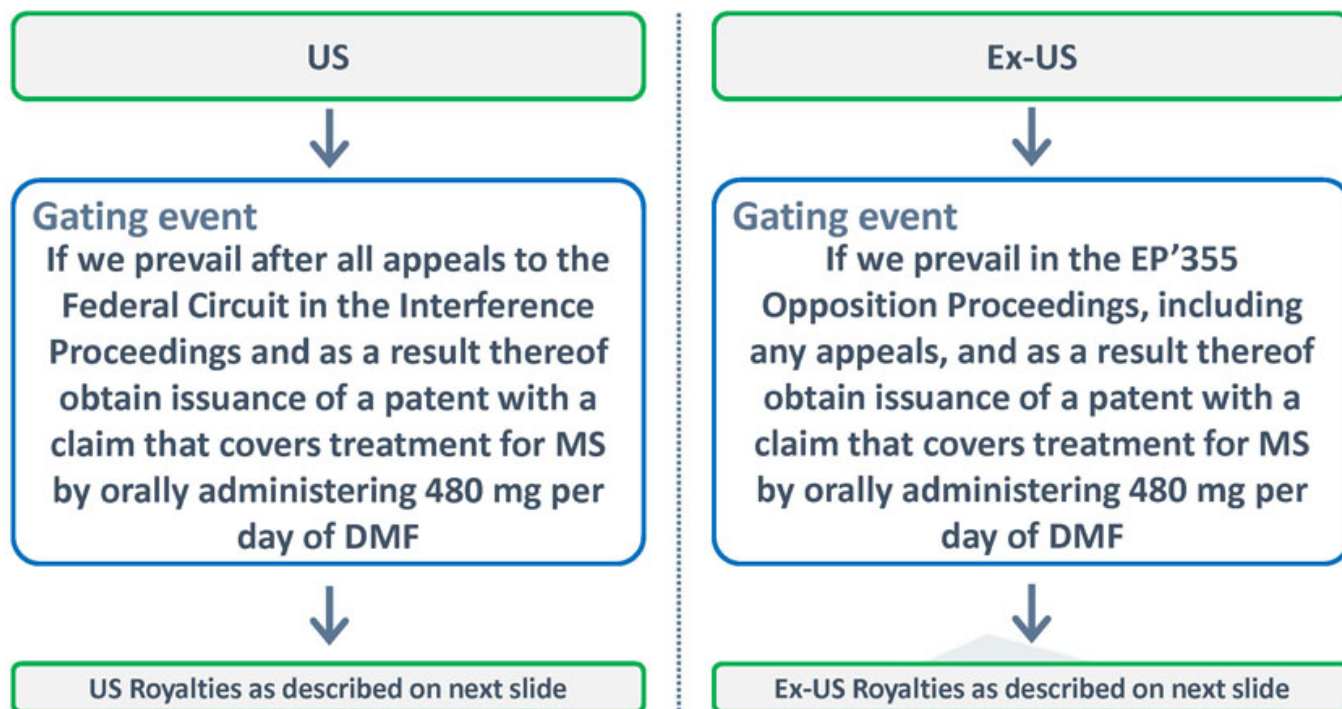 US
Gating event
If we prevail after all appeals to the
Federal Circuit in the Interference
Proceedings and as a result thereof
obtain issuance of a patent with a
claim that covers treatment for MS
by orally administering 480 mg per
day of DMF
US Royalties as described on next slide
Ex-US
Gating event
If we prevail in the EP’355
Opposition Proceedings, including
any appeals, and as a result thereof
obtain issuance of a patent with a
claim that covers treatment for MS
by orally administering 480 mg per
day of DMF
Ex-US Royalties as described on next slide